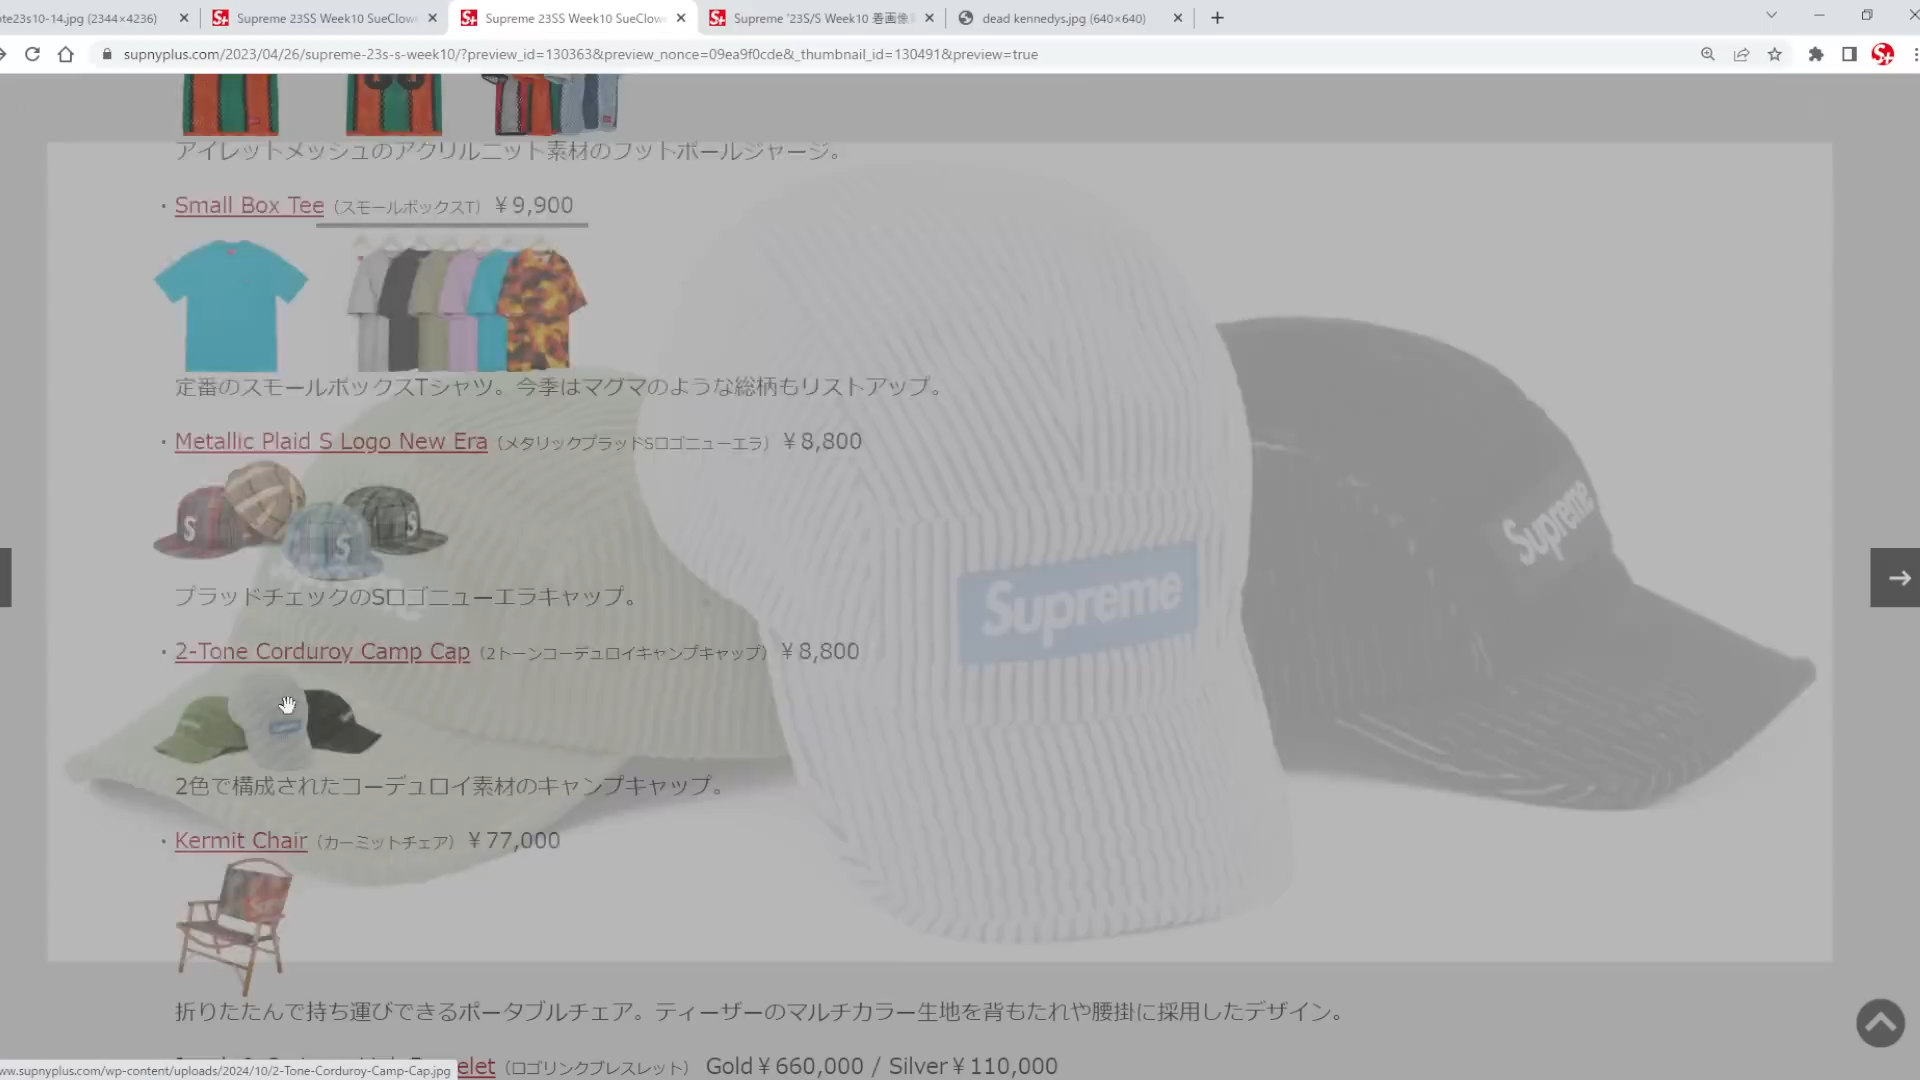 te23s10-14.jpg (2344×4236)
Supreme 23SS Week10 SueClow
Supreme 23SS Week10 SueClow
Supreme '23S/S Week10 着画像
dead kennedys.jpg (640×640)
supnyplus.com/2023/04/26/supreme-23s-s-week10/?preview_id=130363&preview_nonce=09ea9f0cde&_thumbnail_id=130491&preview=true
アイレットメッシュのアクリルニット素材のフットボールジャージ。
・Small Box Tee（スモールボックスT） ￥9,900
定番のスモールボックスTシャツ。今季はマグマのような総柄もリストアップ。
・Metallic Plaid S Logo New Era（メタリックプラッドSロゴニューエラ） ￥8,800
S
S
S
プラッドチェックのSロゴニューエラキャップ。
・2-Tone Corduroy Camp Cap（2トーンコーデュロイキャンプキャップ） ￥8,800
Supreme
Supreme
2色で構成されたコーデュロイ素材のキャンプキャップ。
・Kermit Chair（カーミットチェア） ￥77,000
折りたたんで持ち運びできるポータブルチェア。ティーザーのマルチカラー生地を背もたれや腰掛に採用したデザイン。
elet（ロゴリンクブレスレット） Gold￥660,000 / Silver￥110,000
ww.supnyplus.com/wp-content/uploads/2024/10/2-Tone-Corduroy-Camp-Cap.jpg